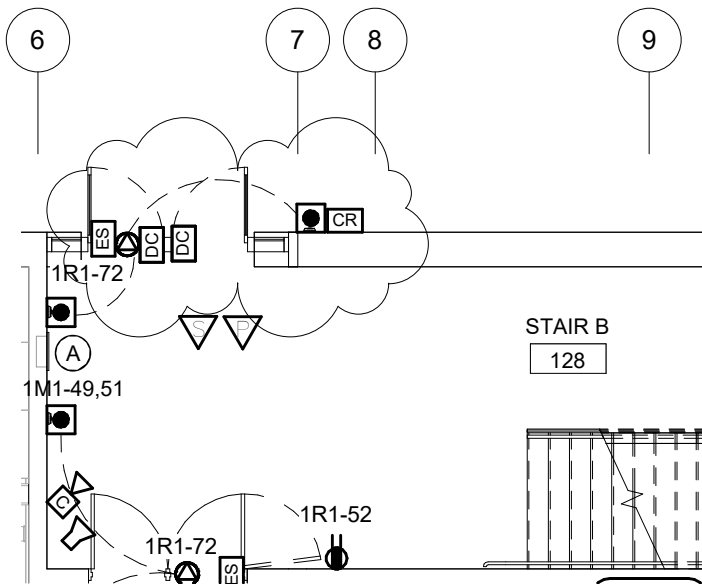 6 7 8 9
CR
ES DC DC
1R1-72
S P
STAIR B
A 128
1M1-49,51
C
1R1-52
1R1-72
ES